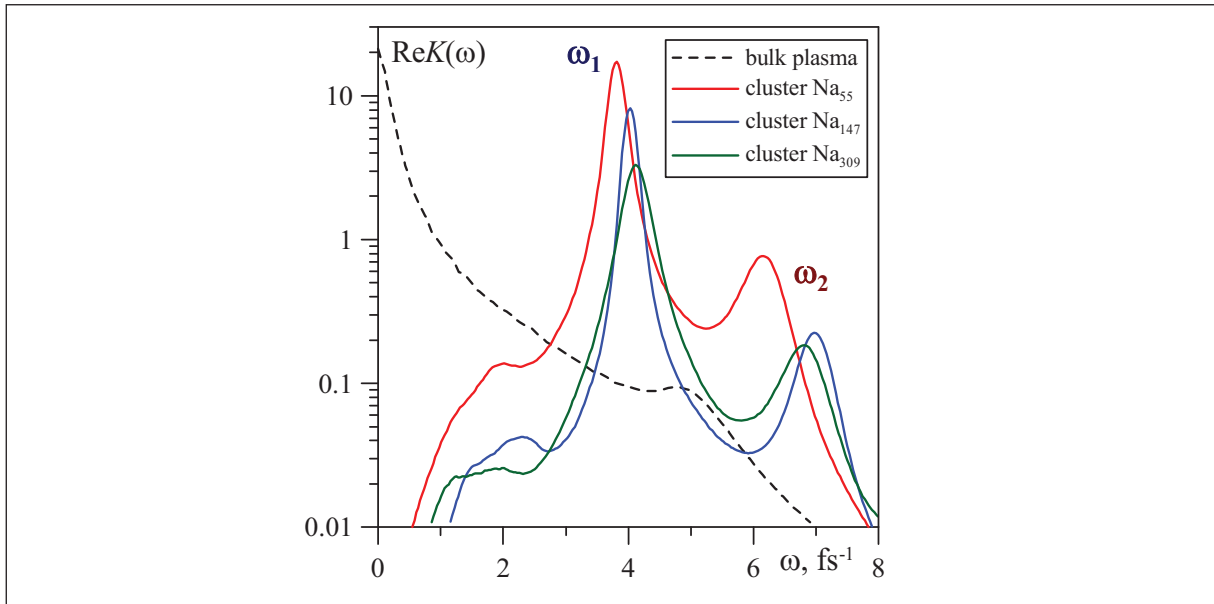 ReK(ω)
ω₁
ω₂
bulk plasma
cluster Na₅₅
cluster Na₁₄₇
cluster Na₃₀₉
10
1
0.1
0.01
0 2 4 6 8
ω, fs⁻¹